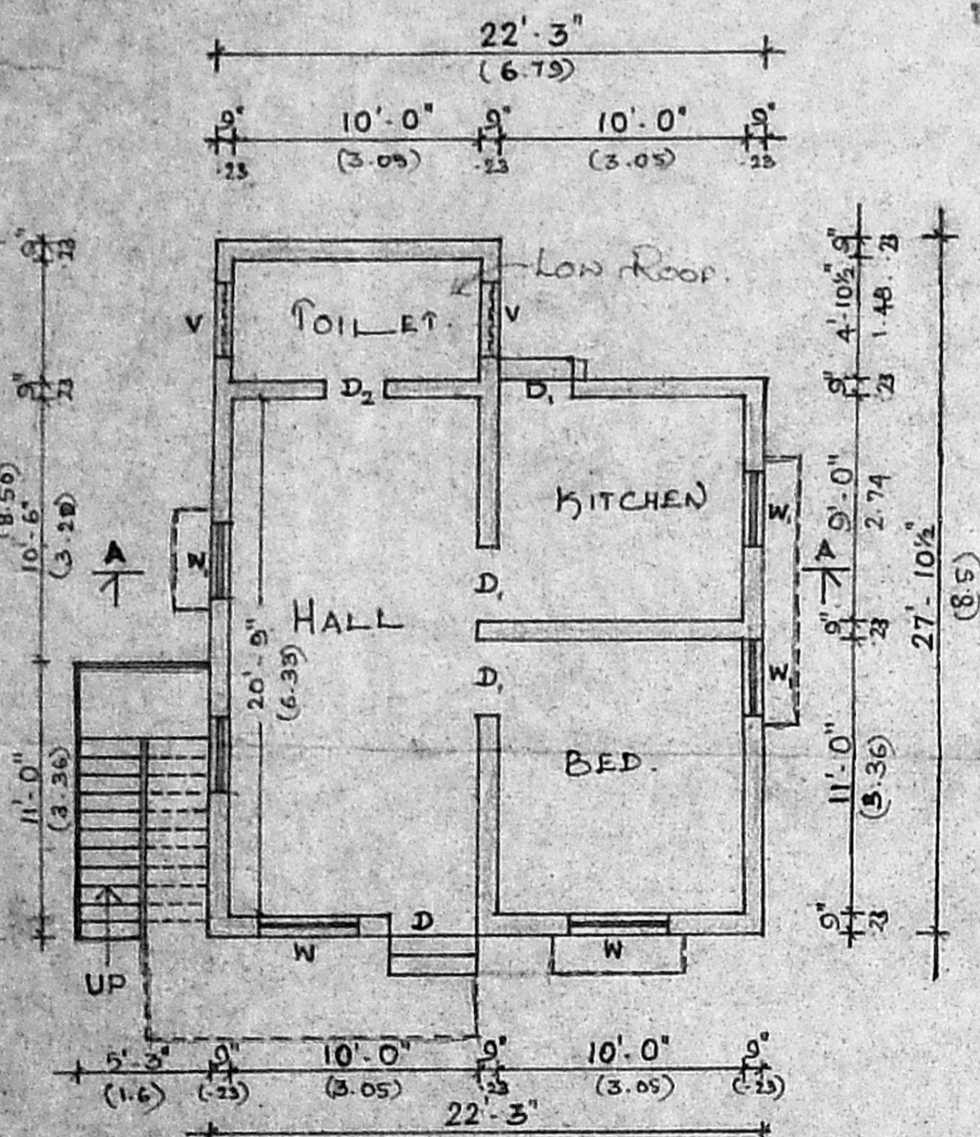 22'-3"
(6.79)
9" 10'-0" 9" 10'-0" 9"
.23 (3.05) .23 (3.05) .23
9" .23
9" .23
4'-10½" 1.48.
LOW ROOF.
V TOILET. V
9" .23
D₂ D₁
9" .23
KITCHEN
9'-0" 2.74
(8.50)
10'-6"
(3.20)
A
W
W₁
A
27'-10½"
(8.5)
D₁
HALL
9" .23
20'-9"
(6.33)
D₁
W₁
BED.
11'-0"
(3.36)
11'-0"
(3.36)
D
9" .23
W W
UP
5'-3" 9" 10'-0" 9" 10'-0" 9"
(1.6) (.23) (3.05) .23 (3.05) (.23)
22'-3"